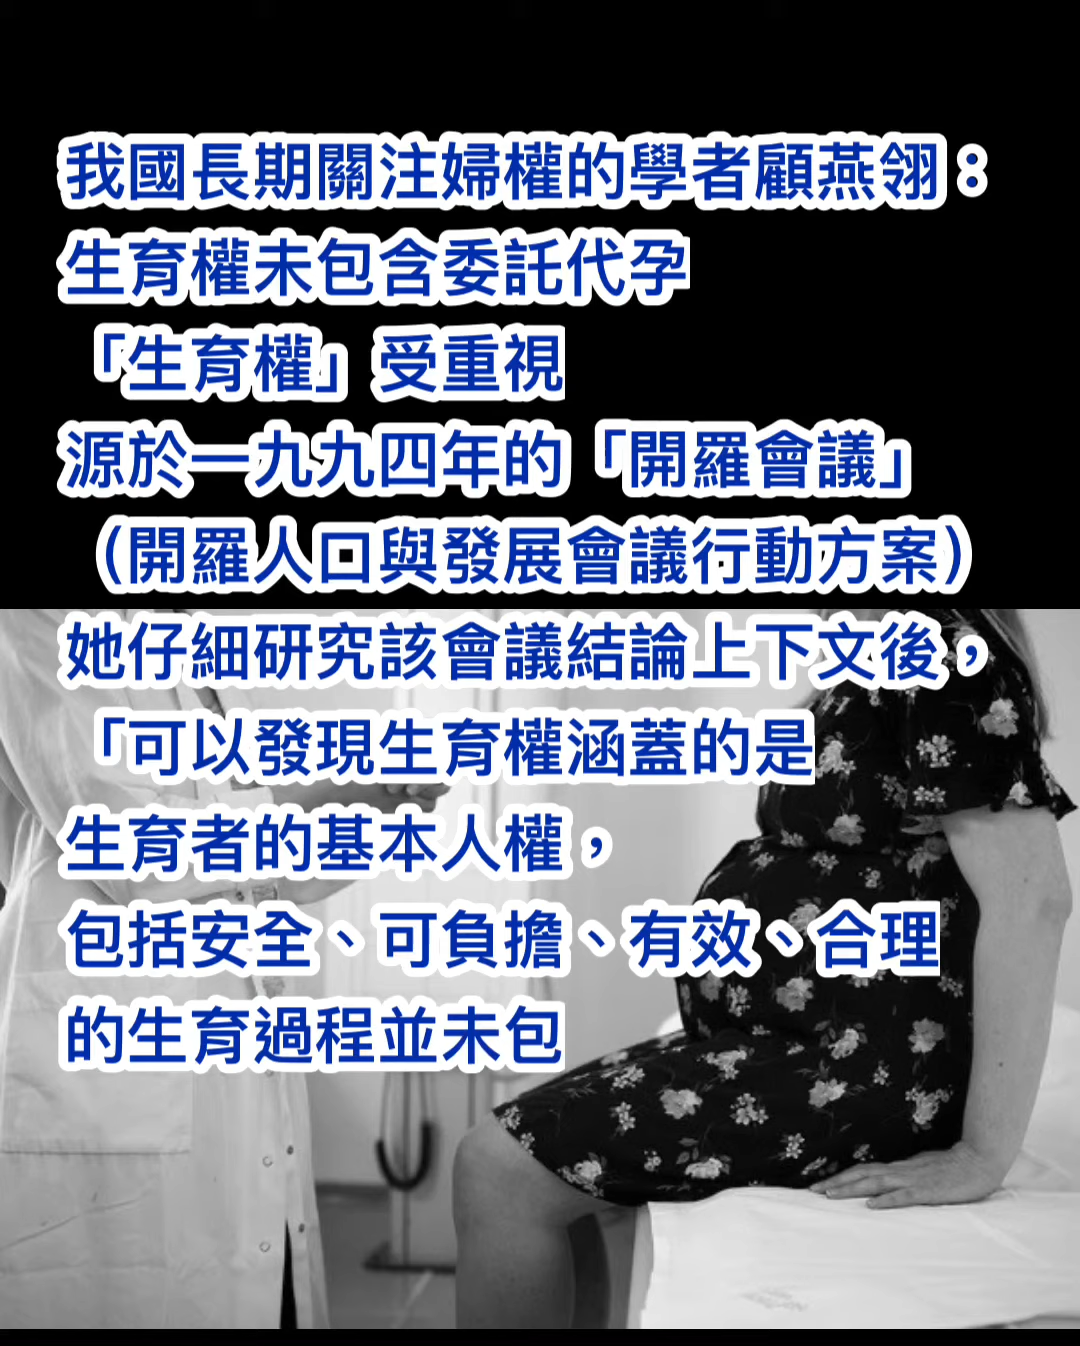 我國長期關注婦權的學者顧燕翎：
生育權未包含委託代孕
「生育權」受重視
源於一九九四年的「開羅會議」
（開羅人口與發展會議行動方案）
她仔細研究該會議結論上下文後，
「可以發現生育權涵蓋的是
生育者的基本人權，
包括安全、可負擔、有效、合理
的生育過程並未包